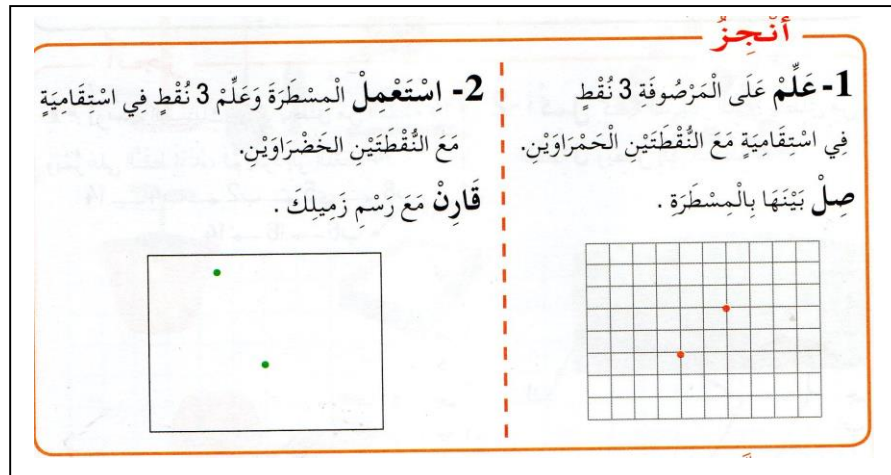 أَنْجِزُ
1- عَلِّمْ عَلَى الْمَرْصُوفَةِ 3 نُقْطٍ
فِي اسْتِقَامِيَةٍ مَعَ النُّقْطَتَيْنِ الْحَمْرَاوَيْنِ.
صِلْ بَيْنَهَا بِالْمِسْطَرَةِ .
2- اِسْتَعْمِلْ الْمِسْطَرَةَ وَعَلِّمْ 3 نُقْطٍ فِي اسْتِقَامِيَةٍ
مَعَ النُّقْطَتَيْنِ الخَضْرَاوَيْنِ.
قَارِنْ مَعَ رَسْمِ زَمِيلِكَ .